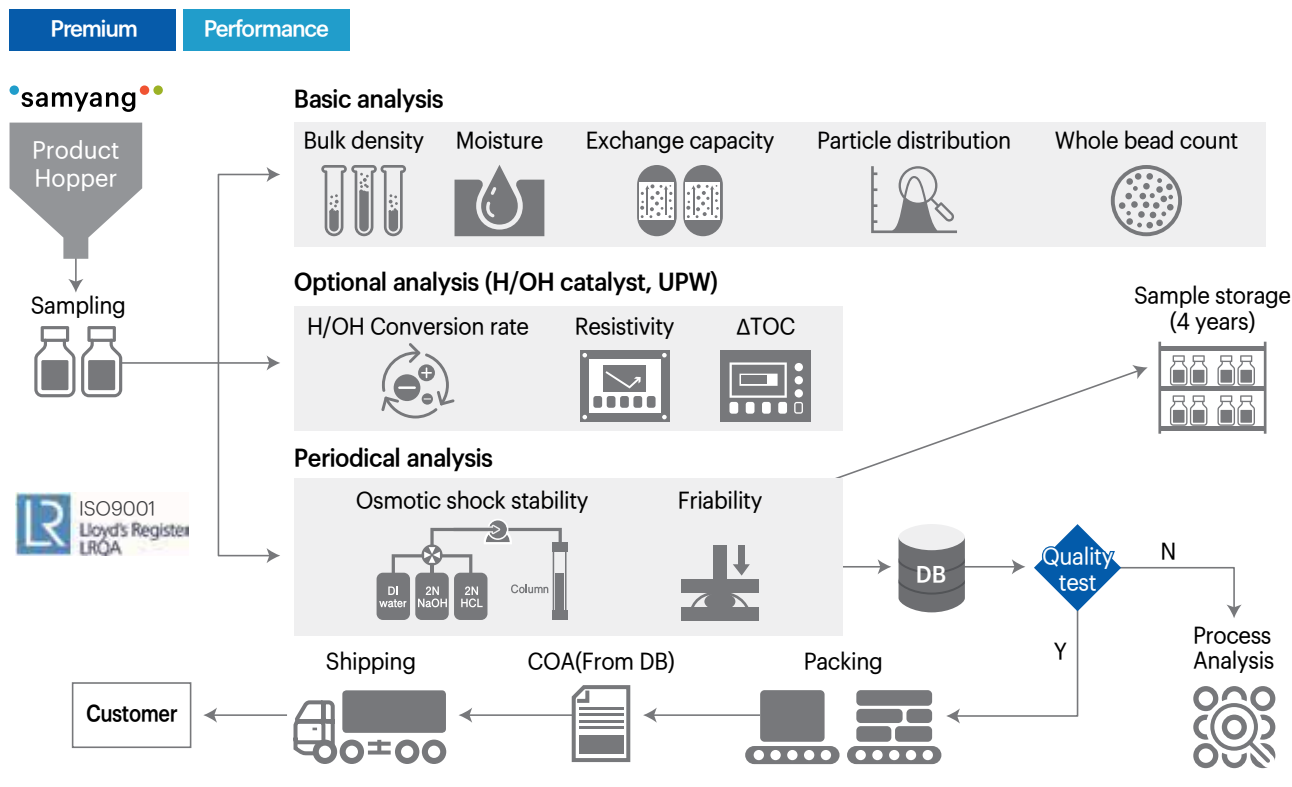 Premium
Performance
samyang
Product
Hopper
Sampling
ISO9001
Lloyd's Register
LRQA
LR
Basic analysis
Bulk density
Moisture
Exchange capacity
Particle distribution
Whole bead count
Optional analysis (H/OH catalyst, UPW)
H/OH Conversion rate
Resistivity
ΔTOC
Sample storage
(4 years)
Periodical analysis
Osmotic shock stability
DI
water
2N
NaOH
2N
HCL
Column
Friability
DB
Quality
test
N
Y
Process
Analysis
Packing
COA(From DB)
Shipping
Customer